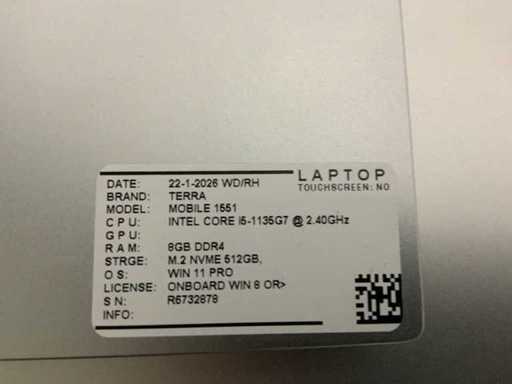 LAPTOP
TOUCHSCREEN: NO
DATE: 22-1-2026 WD/RH
BRAND: TERRA
MODEL: MOBILE 1551
CPU: INTEL CORE I5-1135G7 @ 2.40GHz
GPU:
RAM: 8GB DDR4
STRGE: M.2 NVME 512GB,
OS: WIN 11 PRO
LICENSE: ONBOARD WIN 8 OR>
SN: R6732878
INFO: